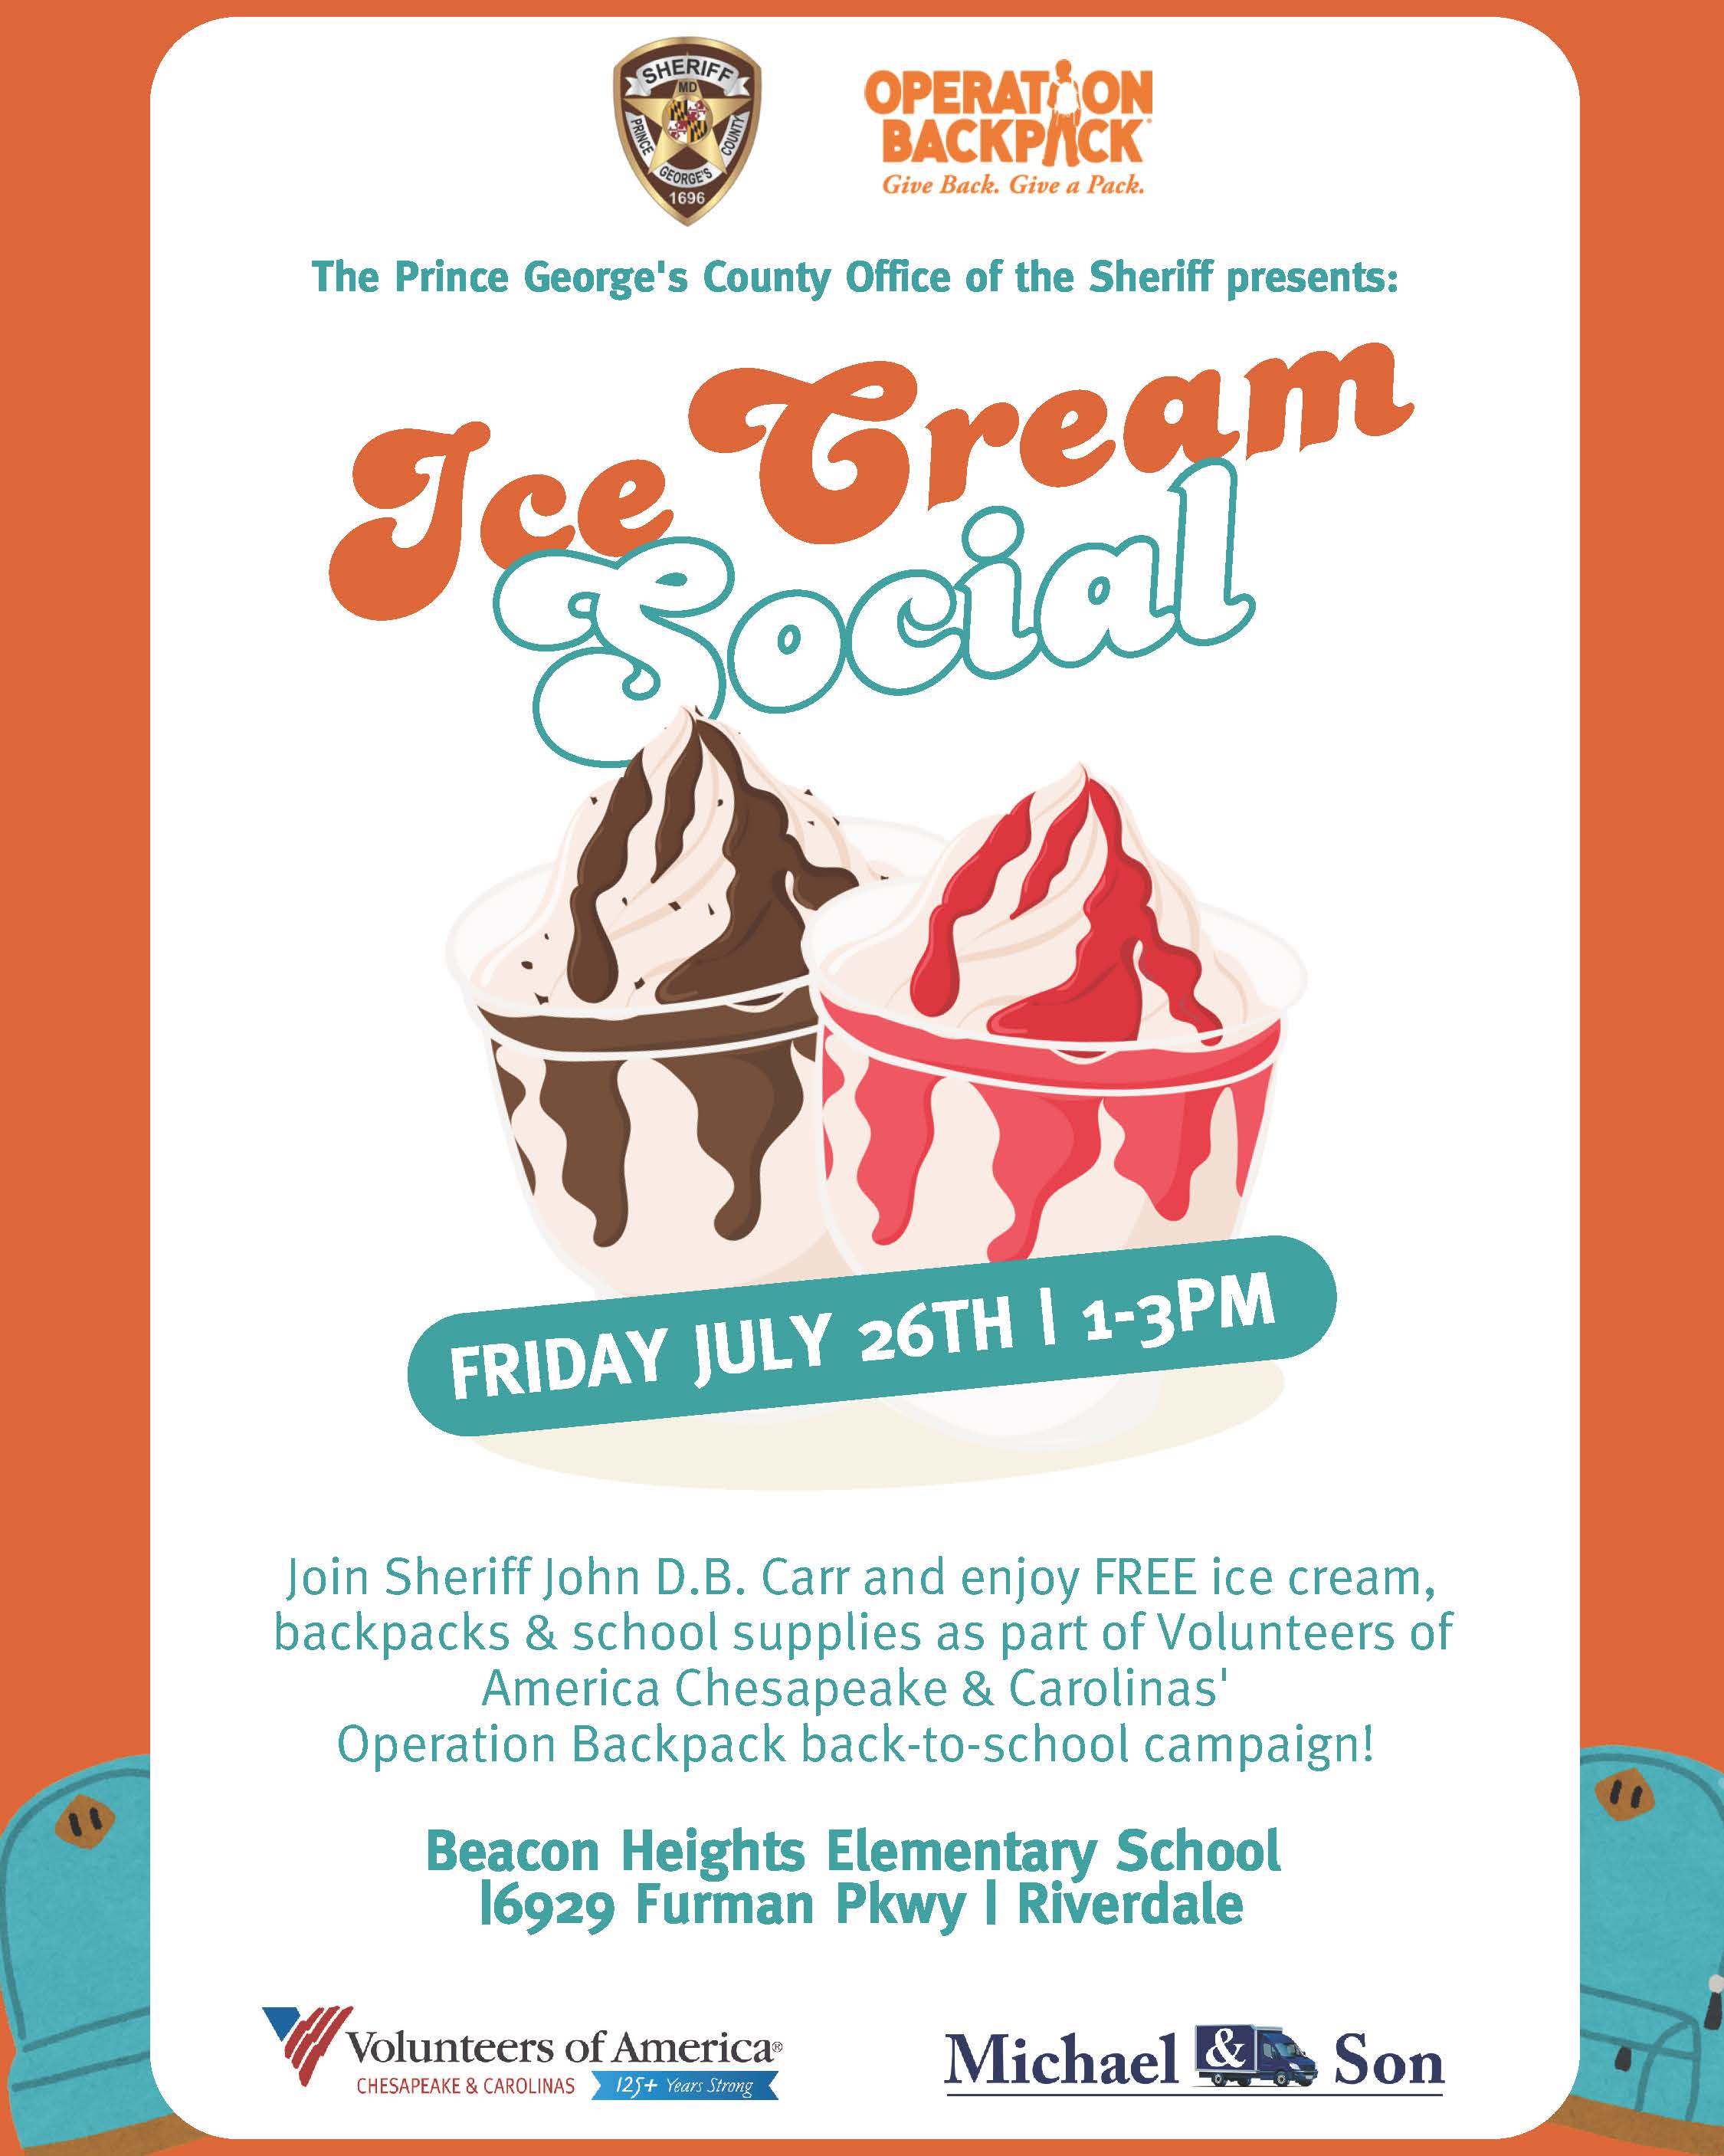 SHERIFF
MD
PRINCE GEORGE'S COUNTY
1696
OPERATION
BACKPACK®
Give Back. Give a Pack.
The Prince George's County Office of the Sheriff presents:
Ice Cream
Social
FRIDAY JULY 26TH | 1-3PM
Join Sheriff John D.B. Carr and enjoy FREE ice cream,
backpacks & school supplies as part of Volunteers of
America Chesapeake & Carolinas'
Operation Backpack back-to-school campaign!
Beacon Heights Elementary School
|6929 Furman Pkwy | Riverdale
Volunteers of America®
CHESAPEAKE & CAROLINAS 125+ Years Strong
Michael & Son